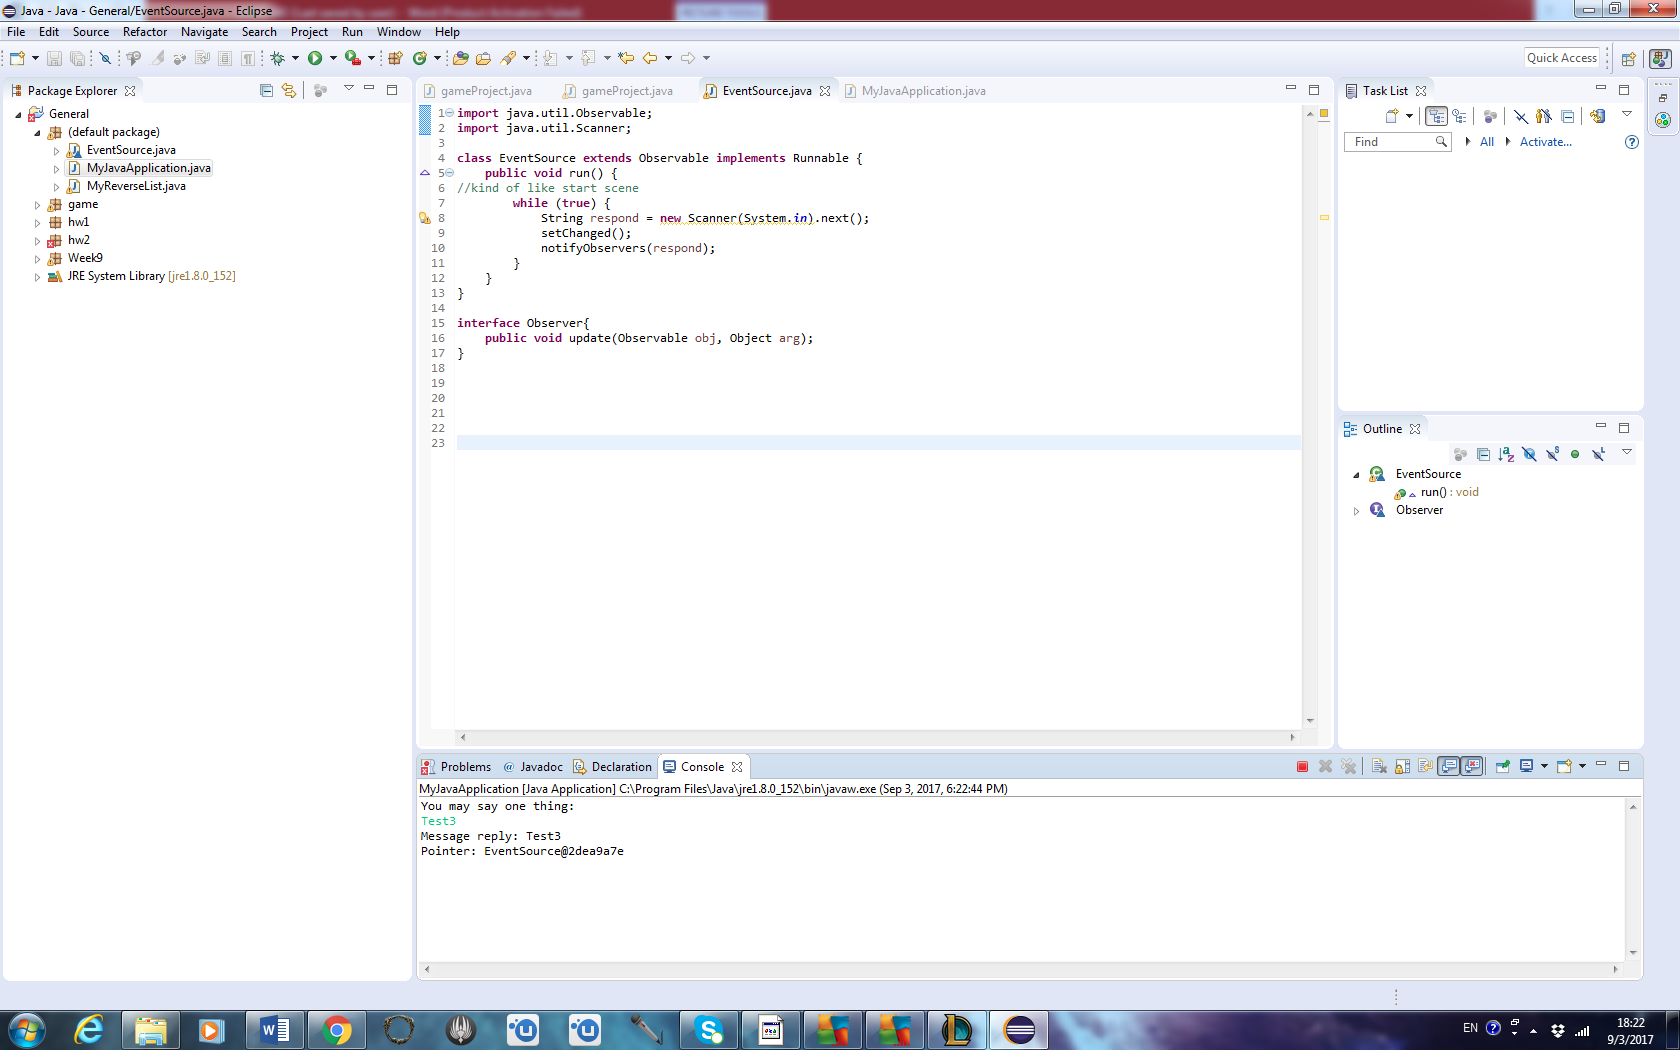 Java - Java - General/EventSource.java - Eclipse
File Edit Source Refactor Navigate Search Project Run Window Help
Quick Access
Package Explorer
General
(default package)
EventSource.java
MyJavaApplication.java
MyReverseList.java
game
hw1
hw2
Week9
JRE System Library [jre1.8.0_152]
gameProject.java gameProject.java EventSource.java MyJavaApplication.java
1 import java.util.Observable;
2 import java.util.Scanner;
3
4 class EventSource extends Observable implements Runnable {
5 public void run() {
6 //kind of like start scene
7 while (true) {
8 String respond = new Scanner(System.in).next();
9 setChanged();
10 notifyObservers(respond);
11 }
12 }
13 }
14
15 interface Observer{
16 public void update(Observable obj, Object arg);
17 }
18
19
20
21
22
23
Task List
Find All Activate...
Outline
EventSource
run() : void
Observer
Problems @ Javadoc Declaration Console
MyJavaApplication [Java Application] C:\Program Files\Java\jre1.8.0_152\bin\javaw.exe (Sep 3, 2017, 6:22:44 PM)
You may say one thing:
Test3
Message reply: Test3
Pointer: EventSource@2dea9a7e
EN
18:22
9/3/2017